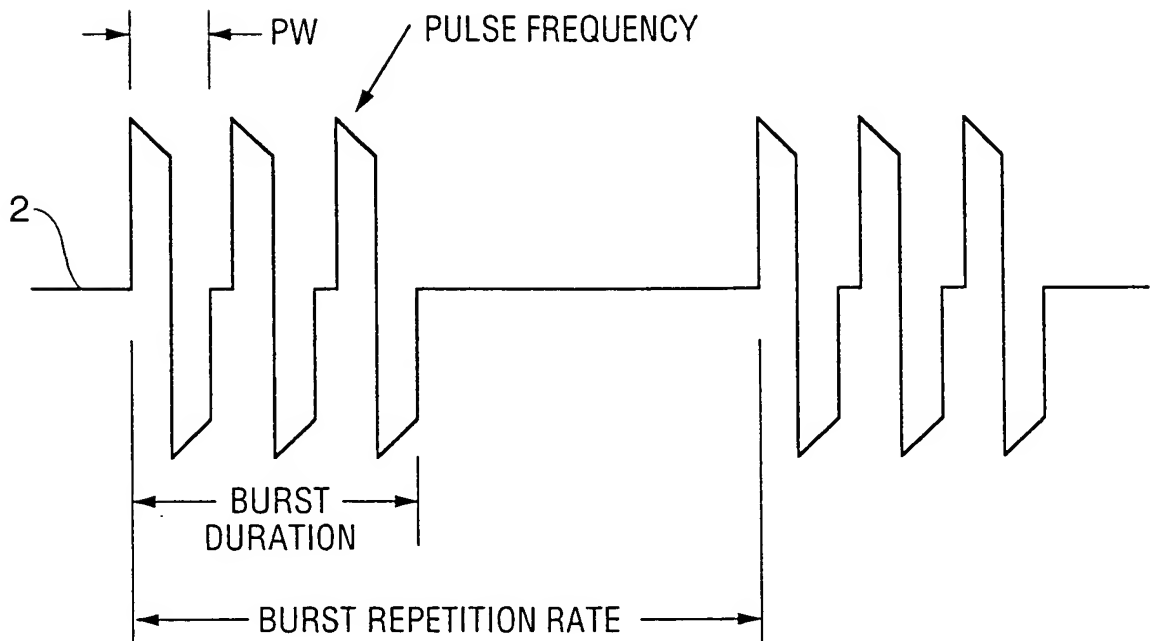 PW
PULSE FREQUENCY
2
BURST
DURATION
BURST REPETITION RATE